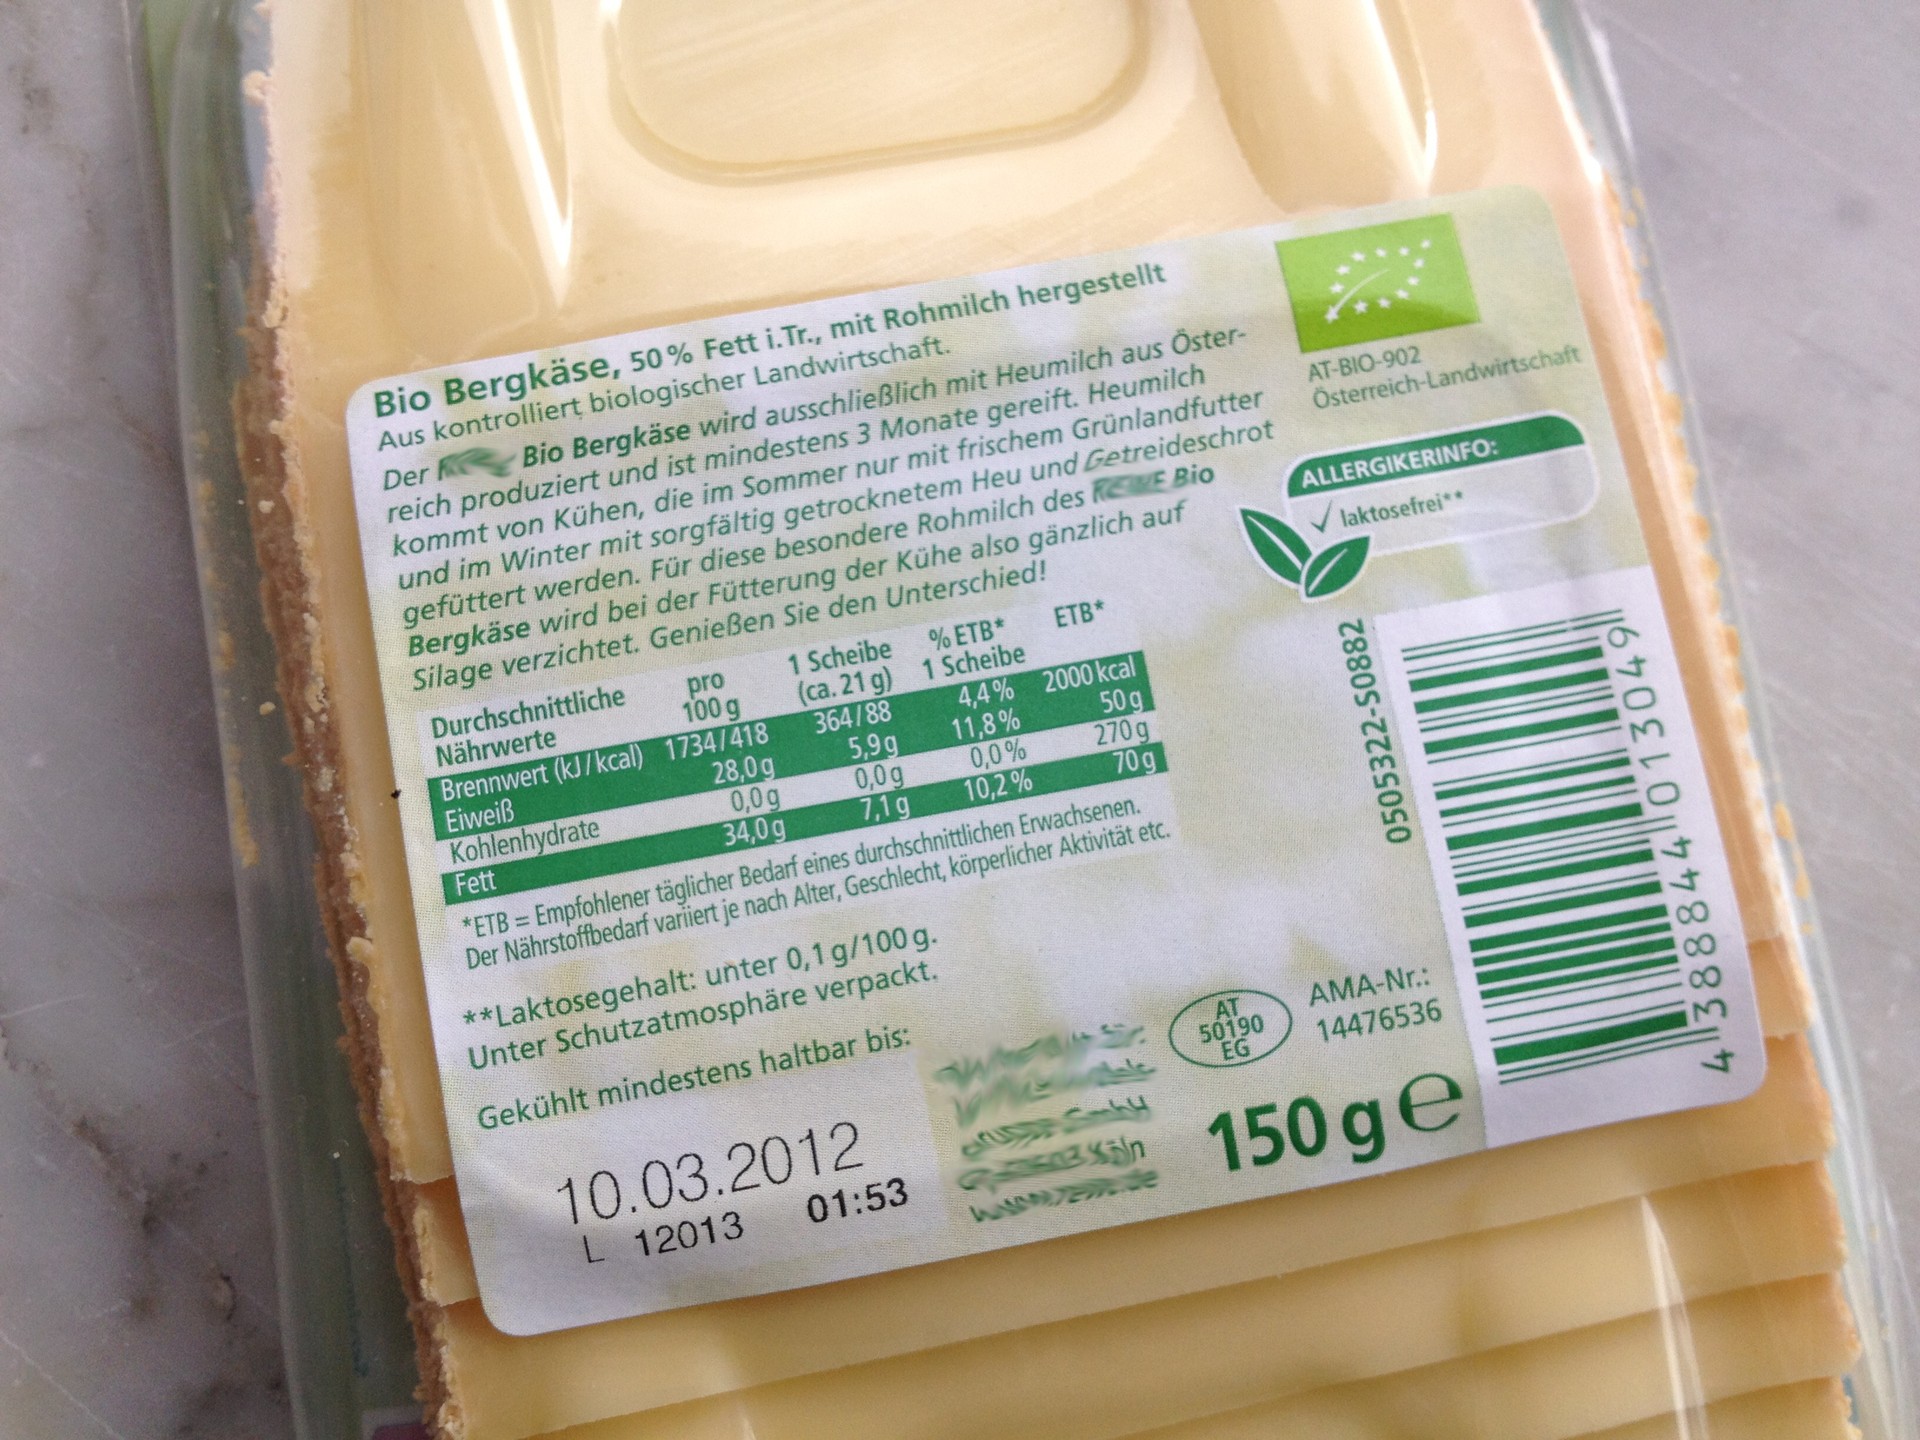 Bio Bergkäse, 50% Fett i.Tr., mit Rohmilch hergestellt
Aus kontrolliert biologischer Landwirtschaft.
Der Bio Bergkäse wird ausschließlich mit Heumilch aus Öster-
reich produziert und ist mindestens 3 Monate gereift. Heumilch
kommt von Kühen, die im Sommer nur mit frischem Grünlandfutter
und im Winter mit sorgfältig getrocknetem Heu und Getreideschrot
gefüttert werden. Für diese besondere Rohmilch des Bio
Bergkäse wird bei der Fütterung der Kühe also gänzlich auf
Silage verzichtet. Genießen Sie den Unterschied!
Durchschnittliche pro 1 Scheibe % ETB* ETB*
Nährwerte 100 g (ca. 21 g) 1 Scheibe
Brennwert (kJ/kcal) 1734/418 364/88 4,4% 2000 kcal
Eiweiß 28,0 g 5,9 g 11,8% 50 g
Kohlenhydrate 0,0 g 0,0 g 0,0% 270 g
Fett 34,0 g 7,1 g 10,2% 70 g
*ETB = Empfohlener täglicher Bedarf eines durchschnittlichen Erwachsenen.
Der Nährstoffbedarf variiert je nach Alter, Geschlecht, körperlicher Aktivität etc.
**Laktosegehalt: unter 0,1 g/100 g.
Unter Schutzatmosphäre verpackt.
Gekühlt mindestens haltbar bis:
10.03.2012
L 12013 01:53
Köln
AT
50190
EG
AMA-Nr.:
14476536
150 g e
AT-BIO-902
Österreich-Landwirtschaft
ALLERGIKERINFO:
✓ laktosefrei**
0505322-S0882
4 388844 013049